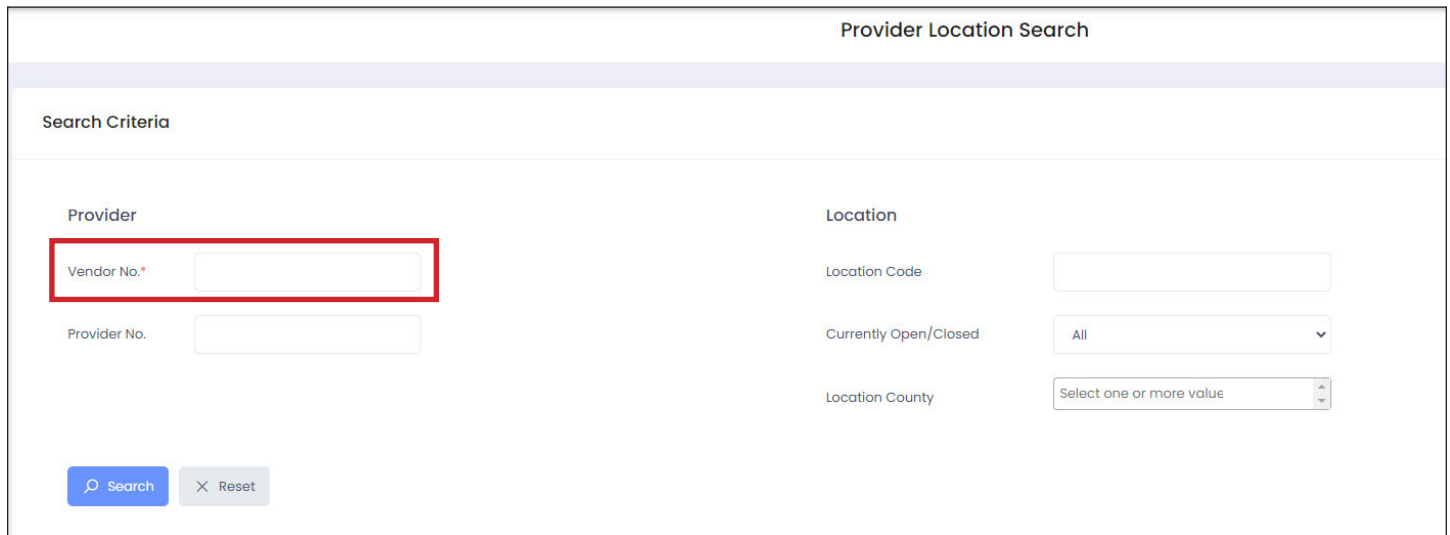 Provider Location Search
Search Criteria
Provider
Location
Vendor No.*
Location Code
Provider No.
Currently Open/Closed
All
Location County
Select one or more value
Search
Reset